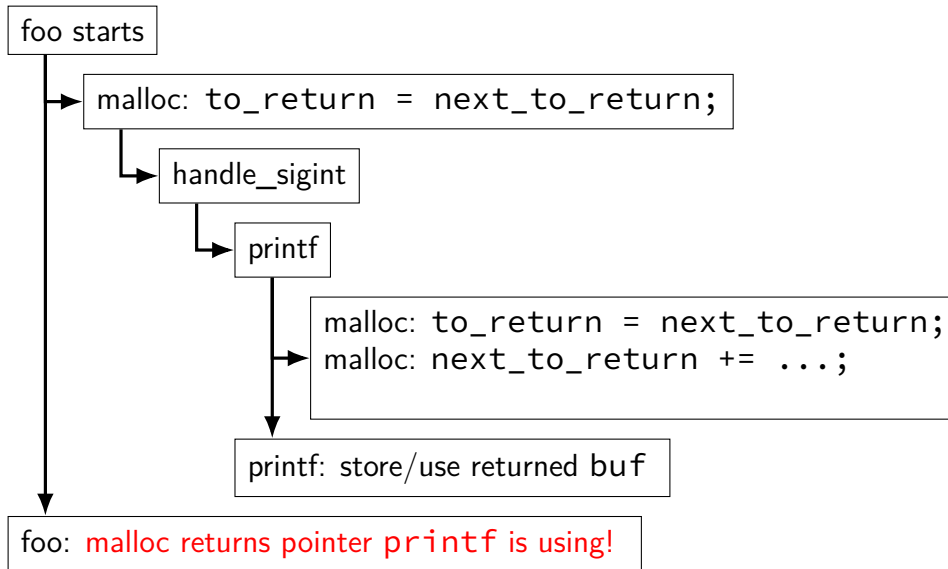 foo starts
malloc: to_return = next_to_return;
handle_sigint
printf
malloc: to_return = next_to_return;
malloc: next_to_return += ...;
printf: store/use returned buf
foo: malloc returns pointer printf is using!